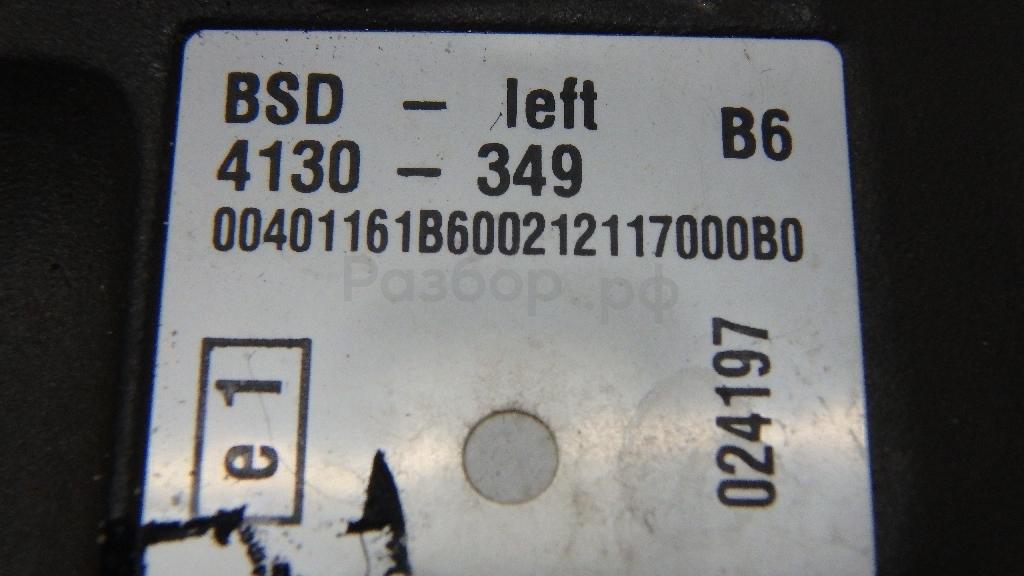 BSD – left
B6
4130 – 349
00401161B600212117000B0
Разбор.рф
e1
024197